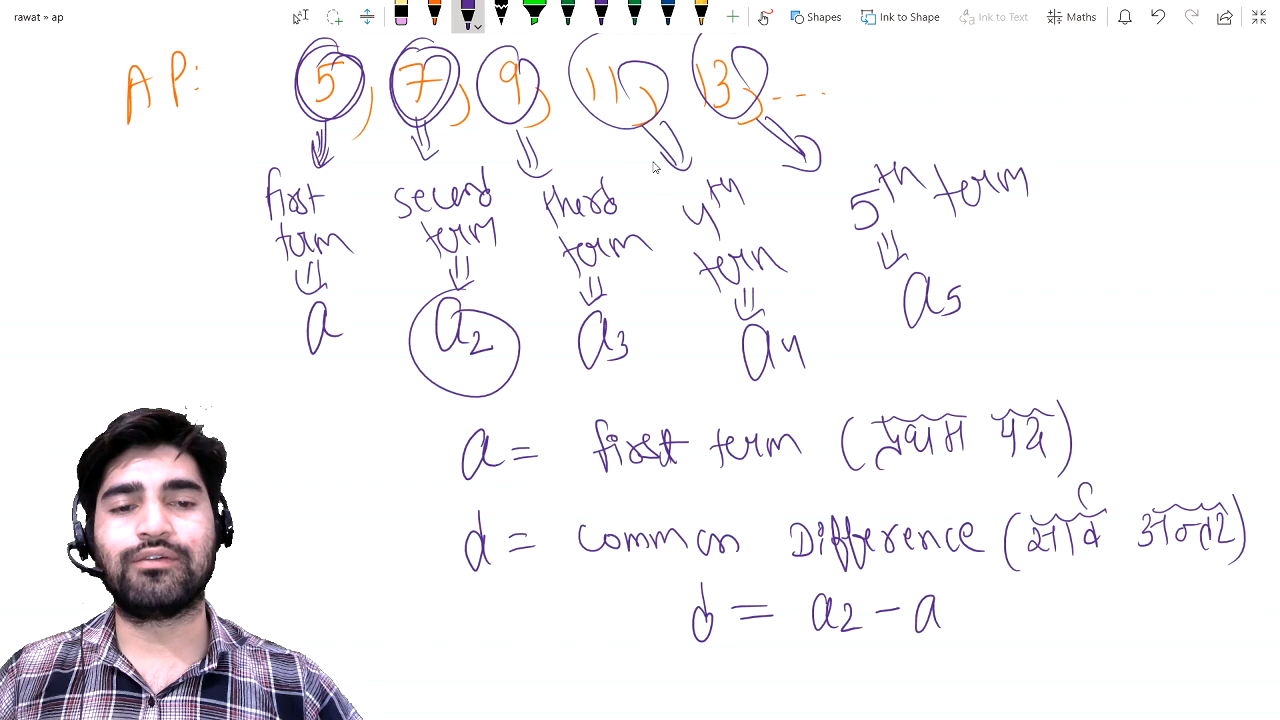 rawat » ap
Shapes Ink to Shape Ink to Text Maths
AP: 5, 7, 9, 11, 13, ....
first second third 4th 5th term
term term term term
a a2 a3 a4 a5
a = first term (प्रथम पद)
d = Common Difference (सार्व अन्तर)
d = a2 - a